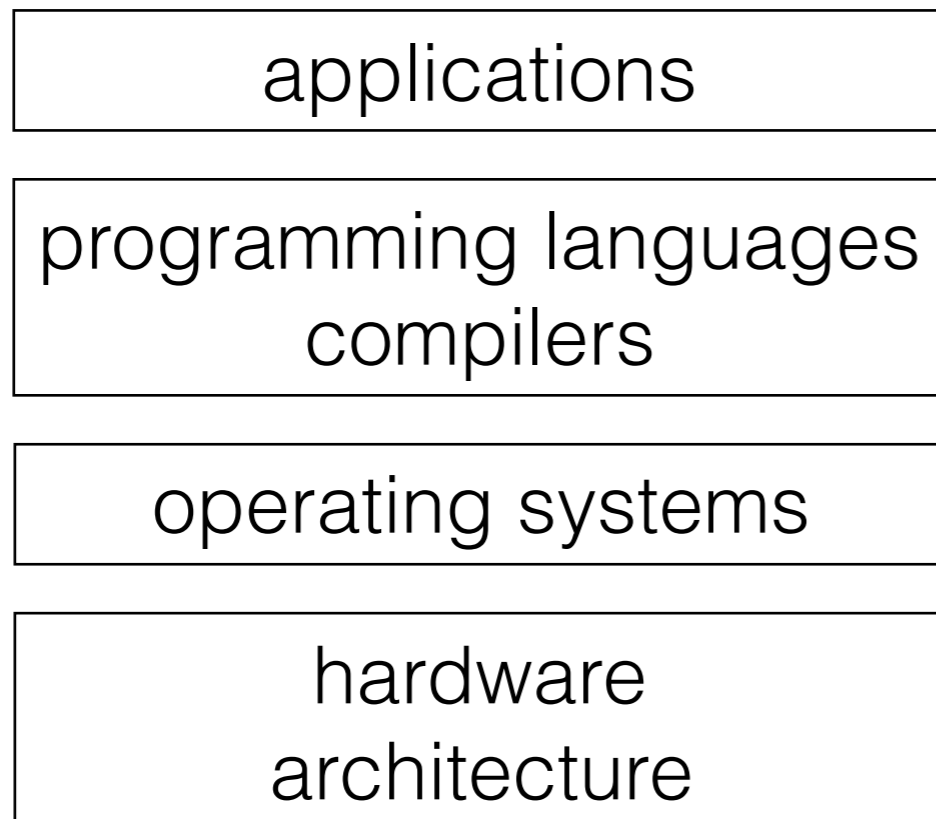 applications
programming languages
compilers
operating systems
hardware
architecture